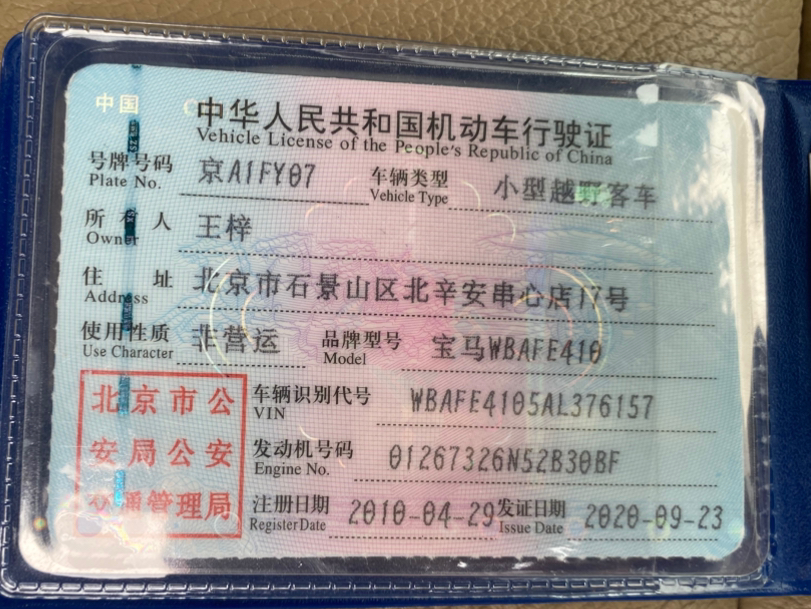 中国
中华人民共和国机动车行驶证
Vehicle License of the People's Republic of China
号牌号码 京A1FY07 车辆类型 小型越野客车
Plate No. Vehicle Type
所有人 王梓
Owner
住址 北京市石景山区北辛安串心店17号
Address
使用性质 非营运 品牌型号 宝马WBAFE410
Use Character Model
北京市公
安局公安
交通管理局
车辆识别代号 WBAFE4105AL376157
VIN
发动机号码 01267326N52B30BF
Engine No.
注册日期 2010-04-29 发证日期 2020-09-23
Register Date Issue Date